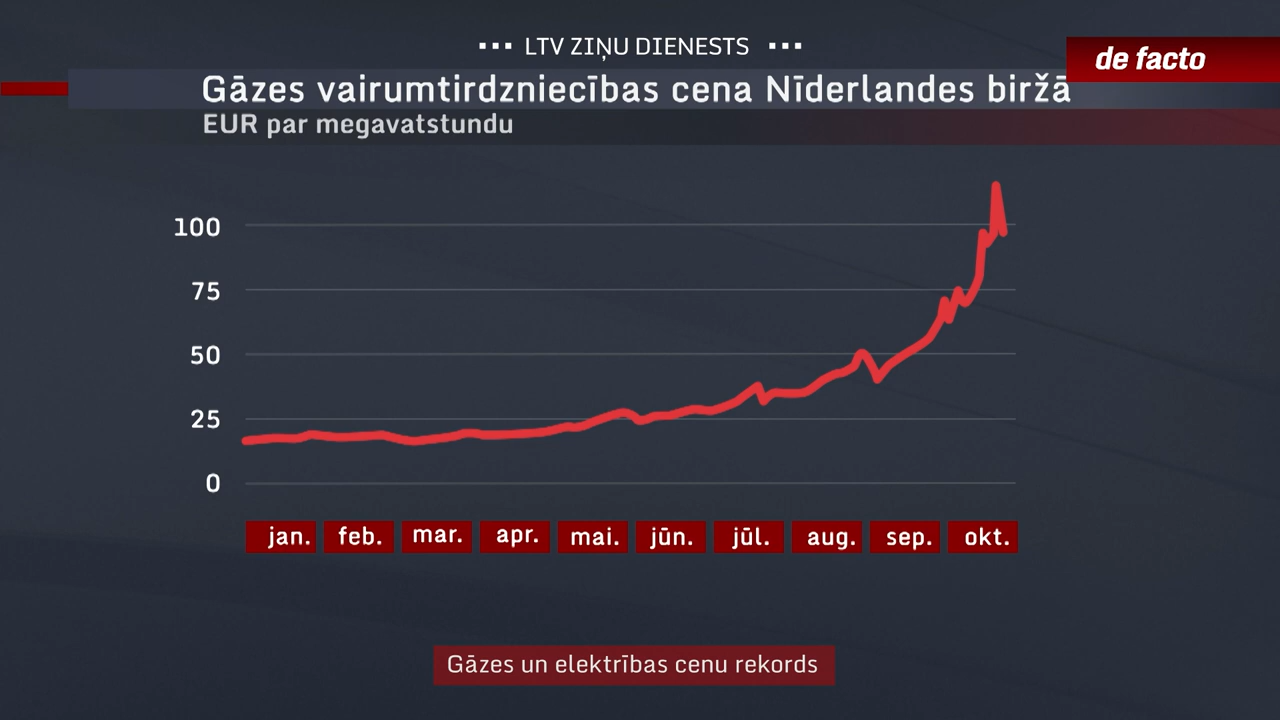 LTV ZIŅU DIENESTS
de facto
Gāzes vairumtirdzniecības cena Nīderlandes biržā
EUR par megavatstundu
100
75
50
25
0
jan. feb. mar. apr. mai. jūn. jūl. aug. sep. okt.
Gāzes un elektrības cenu rekords